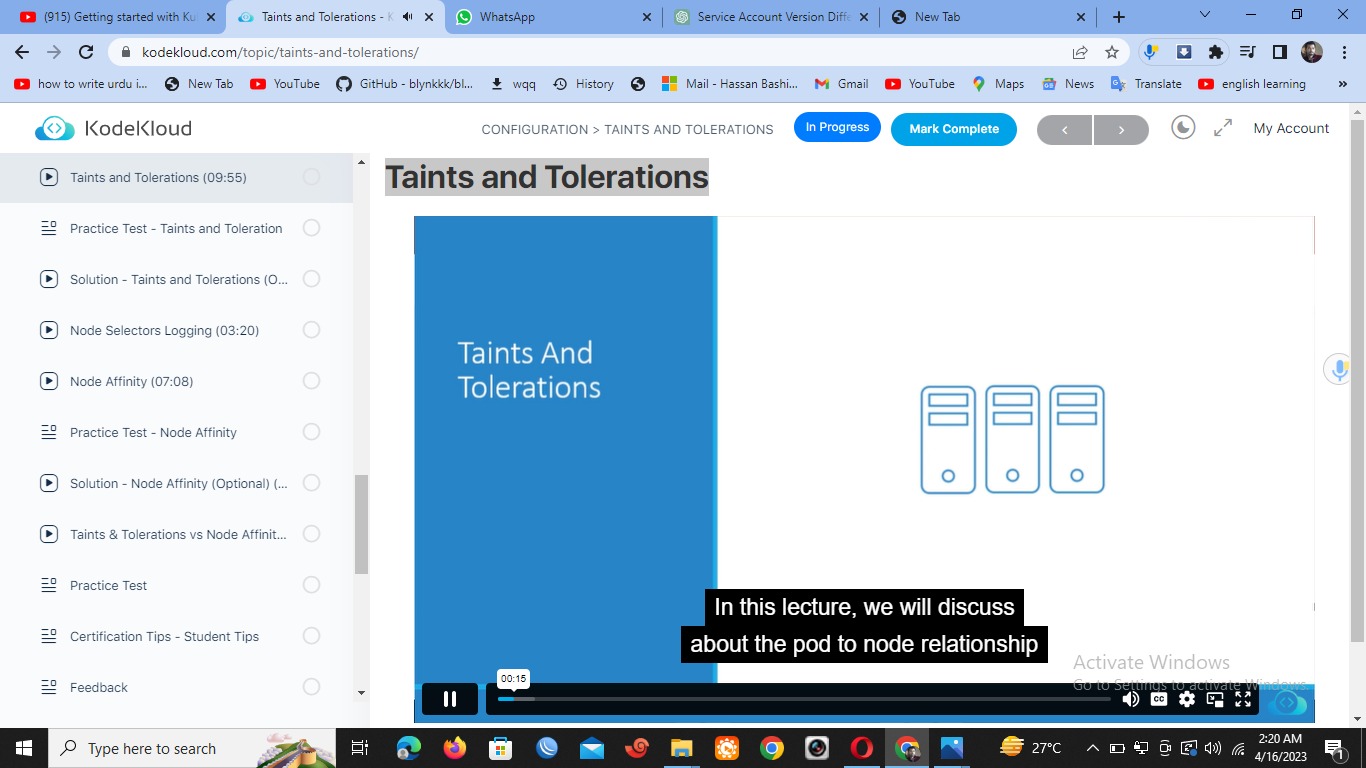 (915) Getting started with Ku
Taints and Tolerations - K
WhatsApp
Service Account Version Diffe
New Tab
kodekloud.com/topic/taints-and-tolerations/
how to write urdu i...
New Tab
YouTube
GitHub - blynkkk/bl...
wqq
History
Mail - Hassan Bashi...
Gmail
YouTube
Maps
News
Translate
english learning
»
KodeKloud
CONFIGURATION > TAINTS AND TOLERATIONS
In Progress
Mark Complete
My Account
Taints and Tolerations (09:55)
Practice Test - Taints and Toleration
Solution - Taints and Tolerations (O...
Node Selectors Logging (03:20)
Node Affinity (07:08)
Practice Test - Node Affinity
Solution - Node Affinity (Optional) (...
Taints & Tolerations vs Node Affinit...
Practice Test
Certification Tips - Student Tips
Feedback
Taints and Tolerations
Taints And
Tolerations
In this lecture, we will discuss
about the pod to node relationship
Activate Windows
Go to Settings to activate Windows.
00:15
CC
Type here to search
27°C
2:20 AM
4/16/2023
1